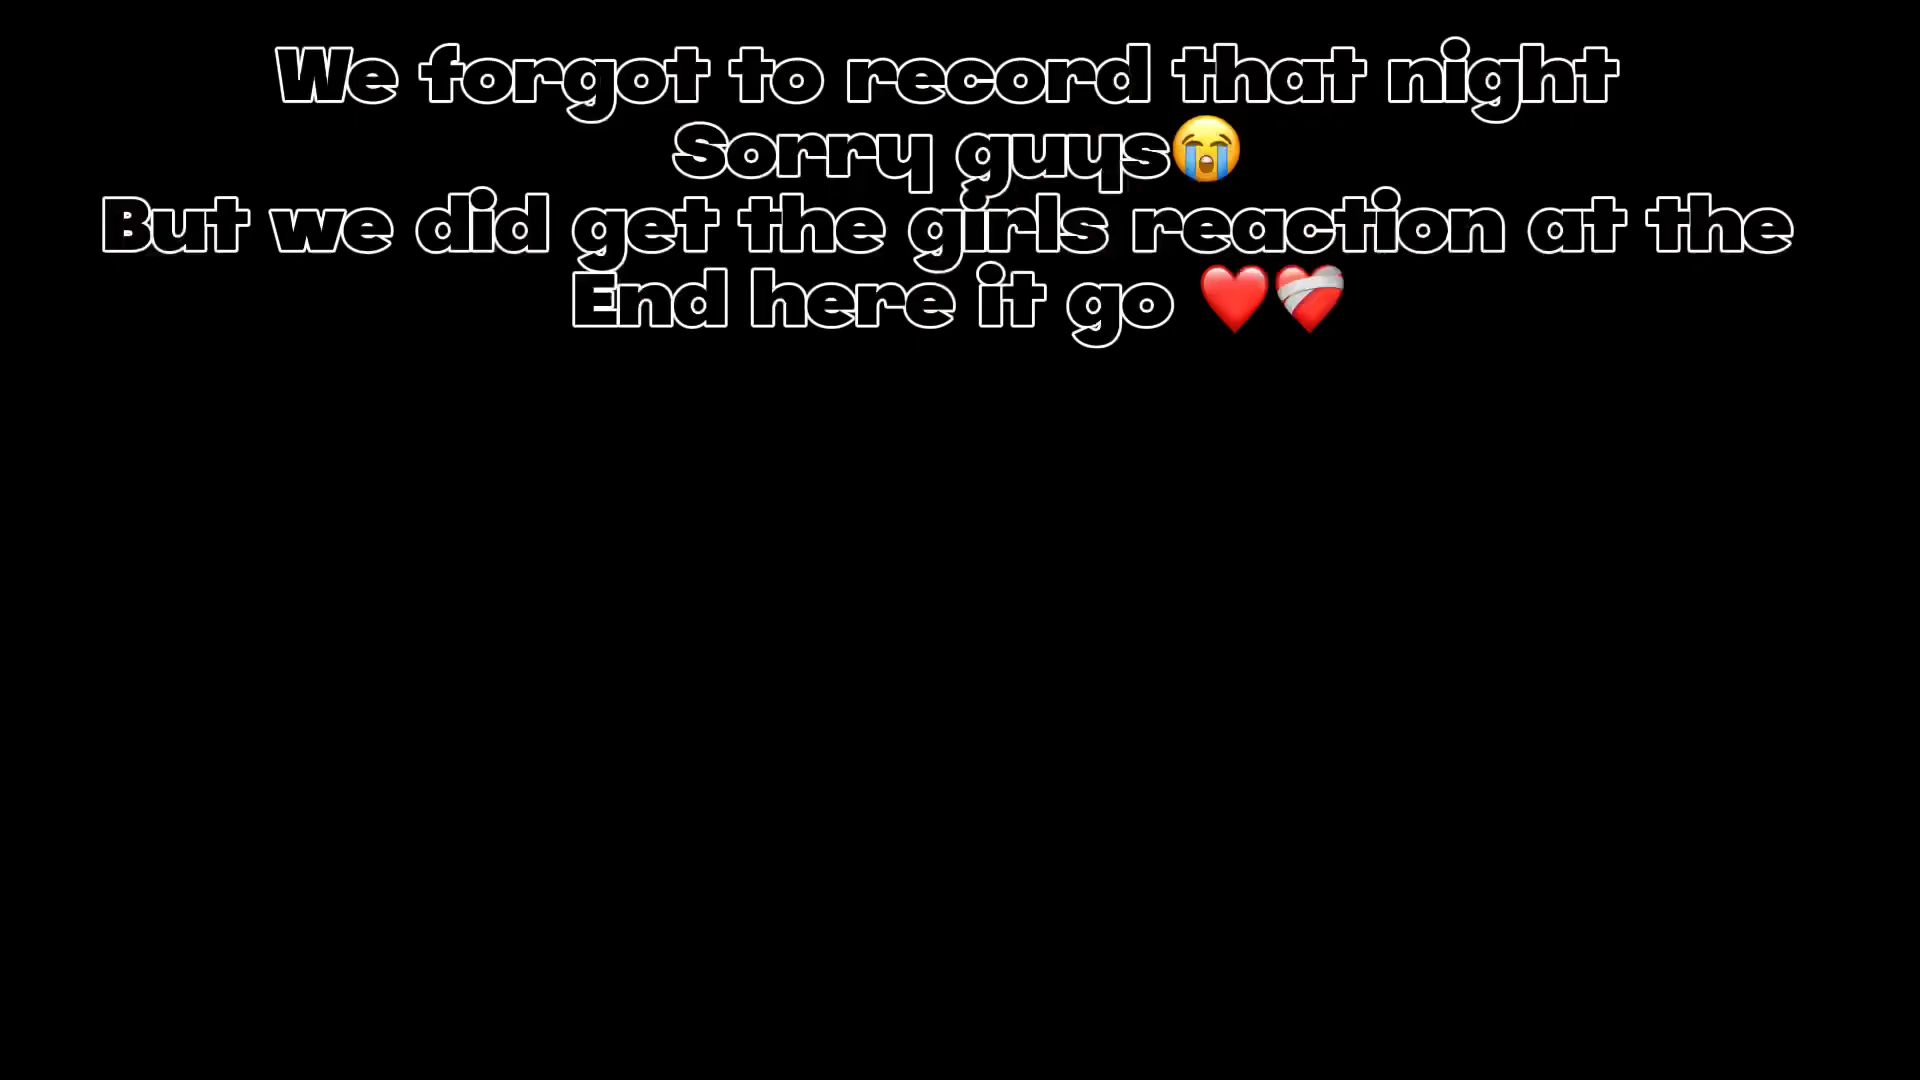 We forgot to record that night
Sorry guys😭
But we did get the girls reaction at the
End here it go ❤️❤️‍🩹